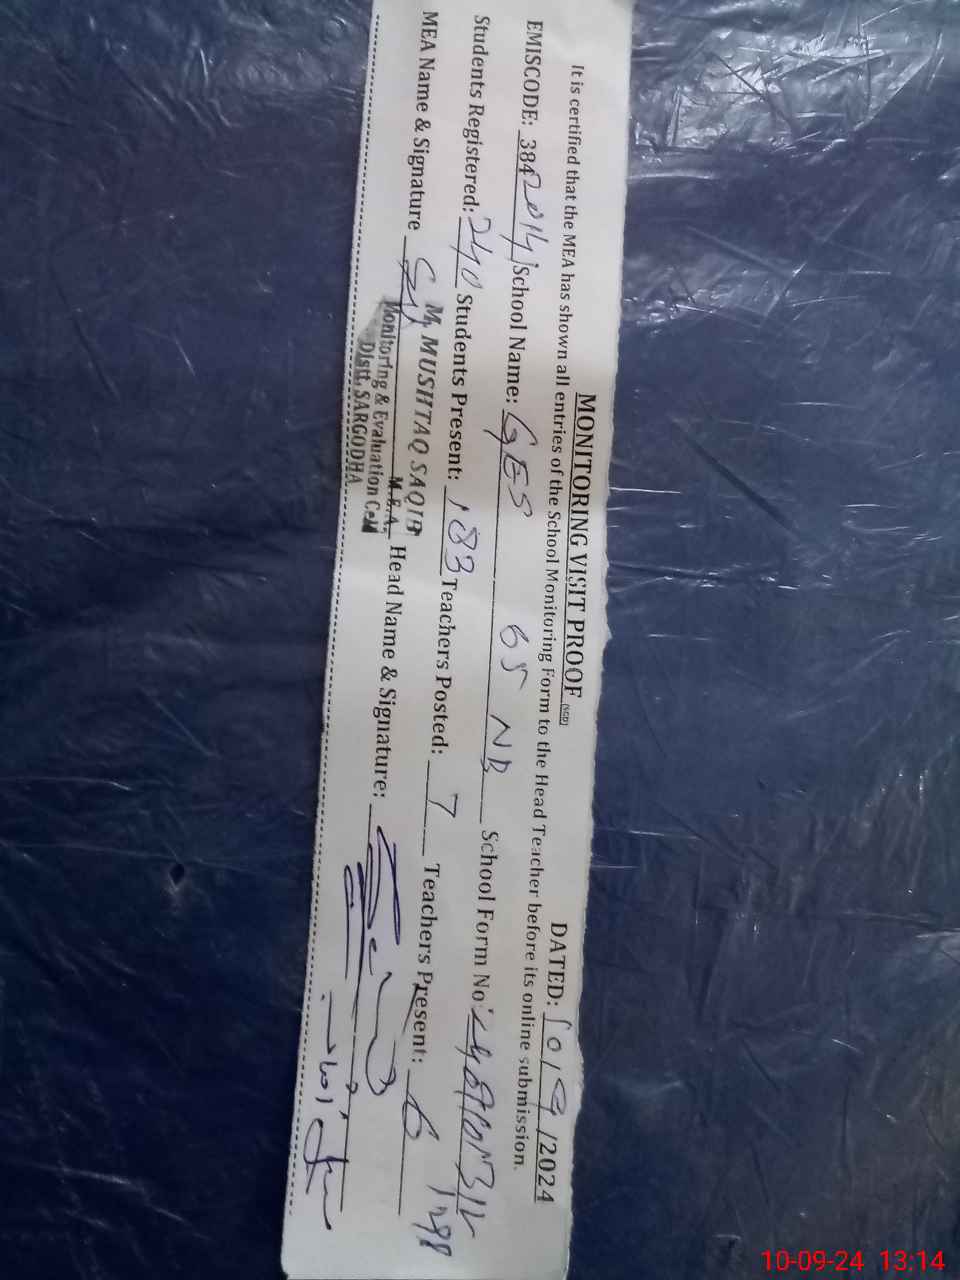 MONITORING VISIT PROOF (SGD) DATED: 10/9/2024
It is certified that the MEA has shown all entries of the School Monitoring Form to the Head Teacher before its online submission.
EMISCODE: 38420141 School Name: GES 65 NB School Form No:
Students Registered: 240 Students Present: 183 Teachers Posted: 7 Teachers Present: 6
MEA Name & Signature M. MUSHTAQ SAQIB Head Name & Signature:
M.E.A.
Monitoring & Evaluation Cell
Distt. SARGODHA
10-09-24 13:14